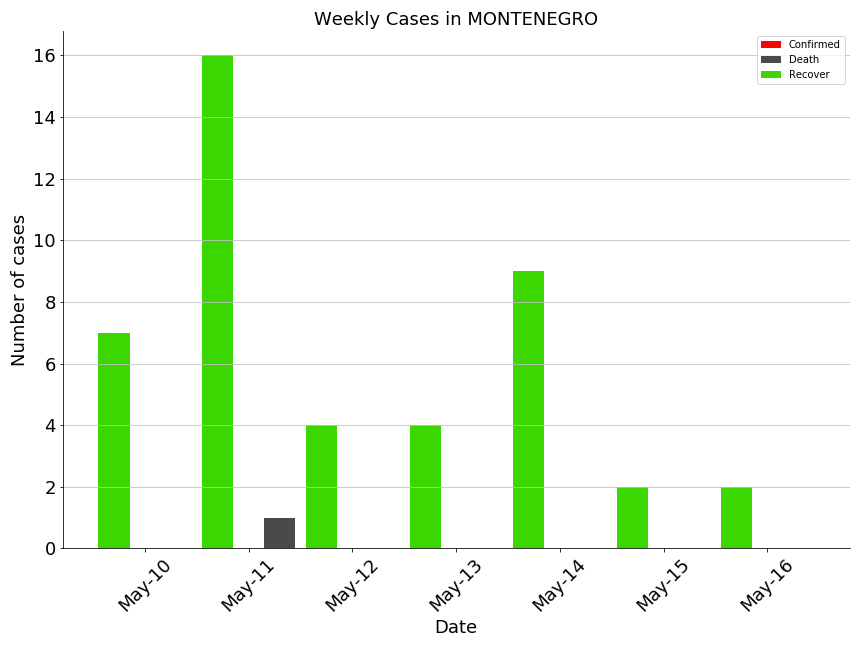 Weekly Cases in MONTENEGRO
Confirmed
Death
Recover
Number of cases
16
14
12
10
8
6
4
2
0
May-10
May-11
May-12
May-13
May-14
May-15
May-16
Date